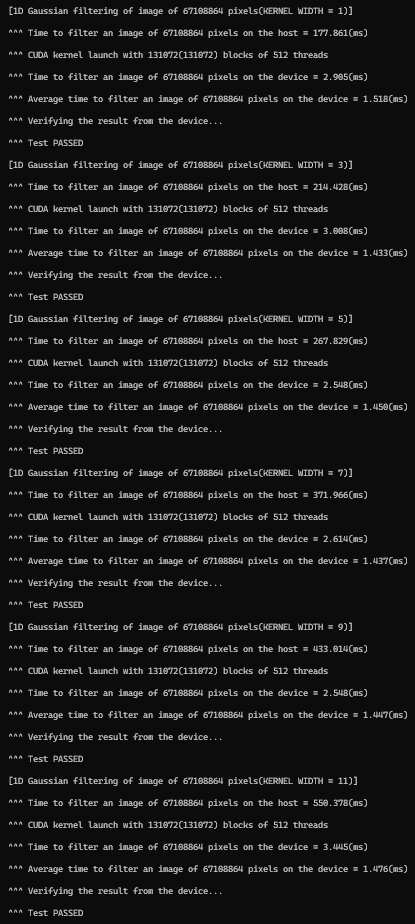 [1D Gaussian filtering of image of 67108864 pixels(KERNEL WIDTH = 1)]
^^^ Time to filter an image of 67108864 pixels on the host = 177.861(ms)
^^^ CUDA kernel launch with 131072(131072) blocks of 512 threads
^^^ Time to filter an image of 67108864 pixels on the device = 2.905(ms)
^^^ Average time to filter an image of 67108864 pixels on the device = 1.518(ms)
^^^ Verifying the result from the device...
^^^ Test PASSED
[1D Gaussian filtering of image of 67108864 pixels(KERNEL WIDTH = 3)]
^^^ Time to filter an image of 67108864 pixels on the host = 214.428(ms)
^^^ CUDA kernel launch with 131072(131072) blocks of 512 threads
^^^ Time to filter an image of 67108864 pixels on the device = 3.008(ms)
^^^ Average time to filter an image of 67108864 pixels on the device = 1.433(ms)
^^^ Verifying the result from the device...
^^^ Test PASSED
[1D Gaussian filtering of image of 67108864 pixels(KERNEL WIDTH = 5)]
^^^ Time to filter an image of 67108864 pixels on the host = 267.829(ms)
^^^ CUDA kernel launch with 131072(131072) blocks of 512 threads
^^^ Time to filter an image of 67108864 pixels on the device = 2.548(ms)
^^^ Average time to filter an image of 67108864 pixels on the device = 1.450(ms)
^^^ Verifying the result from the device...
^^^ Test PASSED
[1D Gaussian filtering of image of 67108864 pixels(KERNEL WIDTH = 7)]
^^^ Time to filter an image of 67108864 pixels on the host = 371.966(ms)
^^^ CUDA kernel launch with 131072(131072) blocks of 512 threads
^^^ Time to filter an image of 67108864 pixels on the device = 2.614(ms)
^^^ Average time to filter an image of 67108864 pixels on the device = 1.437(ms)
^^^ Verifying the result from the device...
^^^ Test PASSED
[1D Gaussian filtering of image of 67108864 pixels(KERNEL WIDTH = 9)]
^^^ Time to filter an image of 67108864 pixels on the host = 433.014(ms)
^^^ CUDA kernel launch with 131072(131072) blocks of 512 threads
^^^ Time to filter an image of 67108864 pixels on the device = 2.548(ms)
^^^ Average time to filter an image of 67108864 pixels on the device = 1.447(ms)
^^^ Verifying the result from the device...
^^^ Test PASSED
[1D Gaussian filtering of image of 67108864 pixels(KERNEL WIDTH = 11)]
^^^ Time to filter an image of 67108864 pixels on the host = 550.378(ms)
^^^ CUDA kernel launch with 131072(131072) blocks of 512 threads
^^^ Time to filter an image of 67108864 pixels on the device = 3.445(ms)
^^^ Average time to filter an image of 67108864 pixels on the device = 1.476(ms)
^^^ Verifying the result from the device...
^^^ Test PASSED